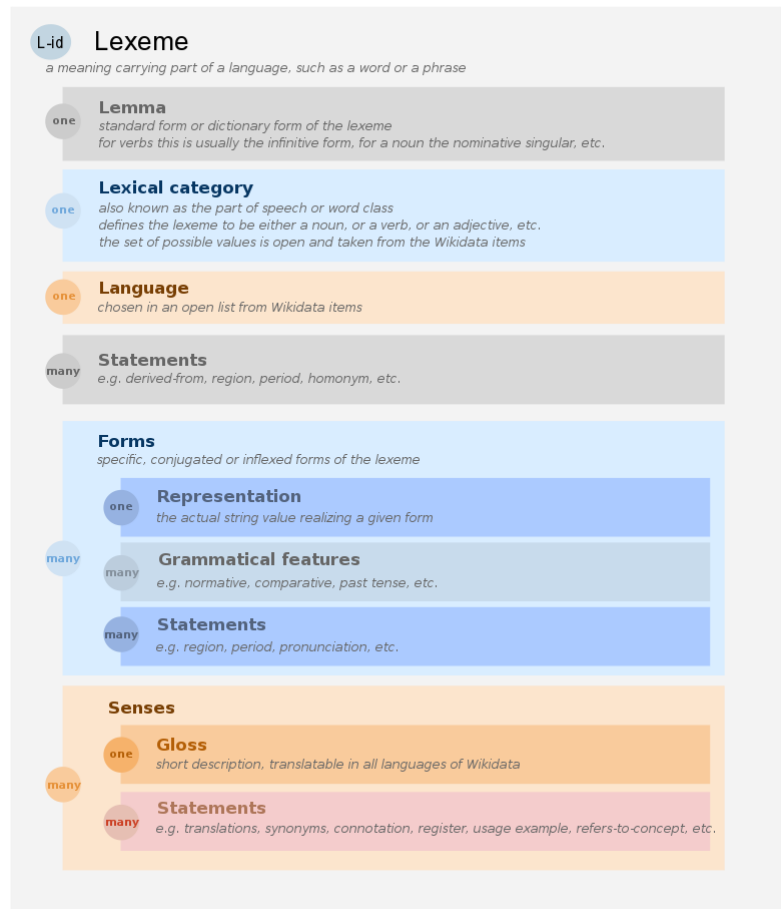 L-id Lexeme
a meaning carrying part of a language, such as a word or a phrase
one Lemma
standard form or dictionary form of the lexeme
for verbs this is usually the infinitive form, for a noun the nominative singular, etc.
one Lexical category
also known as the part of speech or word class
defines the lexeme to be either a noun, or a verb, or an adjective, etc.
the set of possible values is open and taken from the Wikidata items
one Language
chosen in an open list from Wikidata items
many Statements
e.g. derived-from, region, period, homonym, etc.
many Forms
specific, conjugated or inflexed forms of the lexeme
one Representation
the actual string value realizing a given form
many Grammatical features
e.g. normative, comparative, past tense, etc.
many Statements
e.g. region, period, pronunciation, etc.
many Senses
one Gloss
short description, translatable in all languages of Wikidata
many Statements
e.g. translations, synonyms, connotation, register, usage example, refers-to-concept, etc.